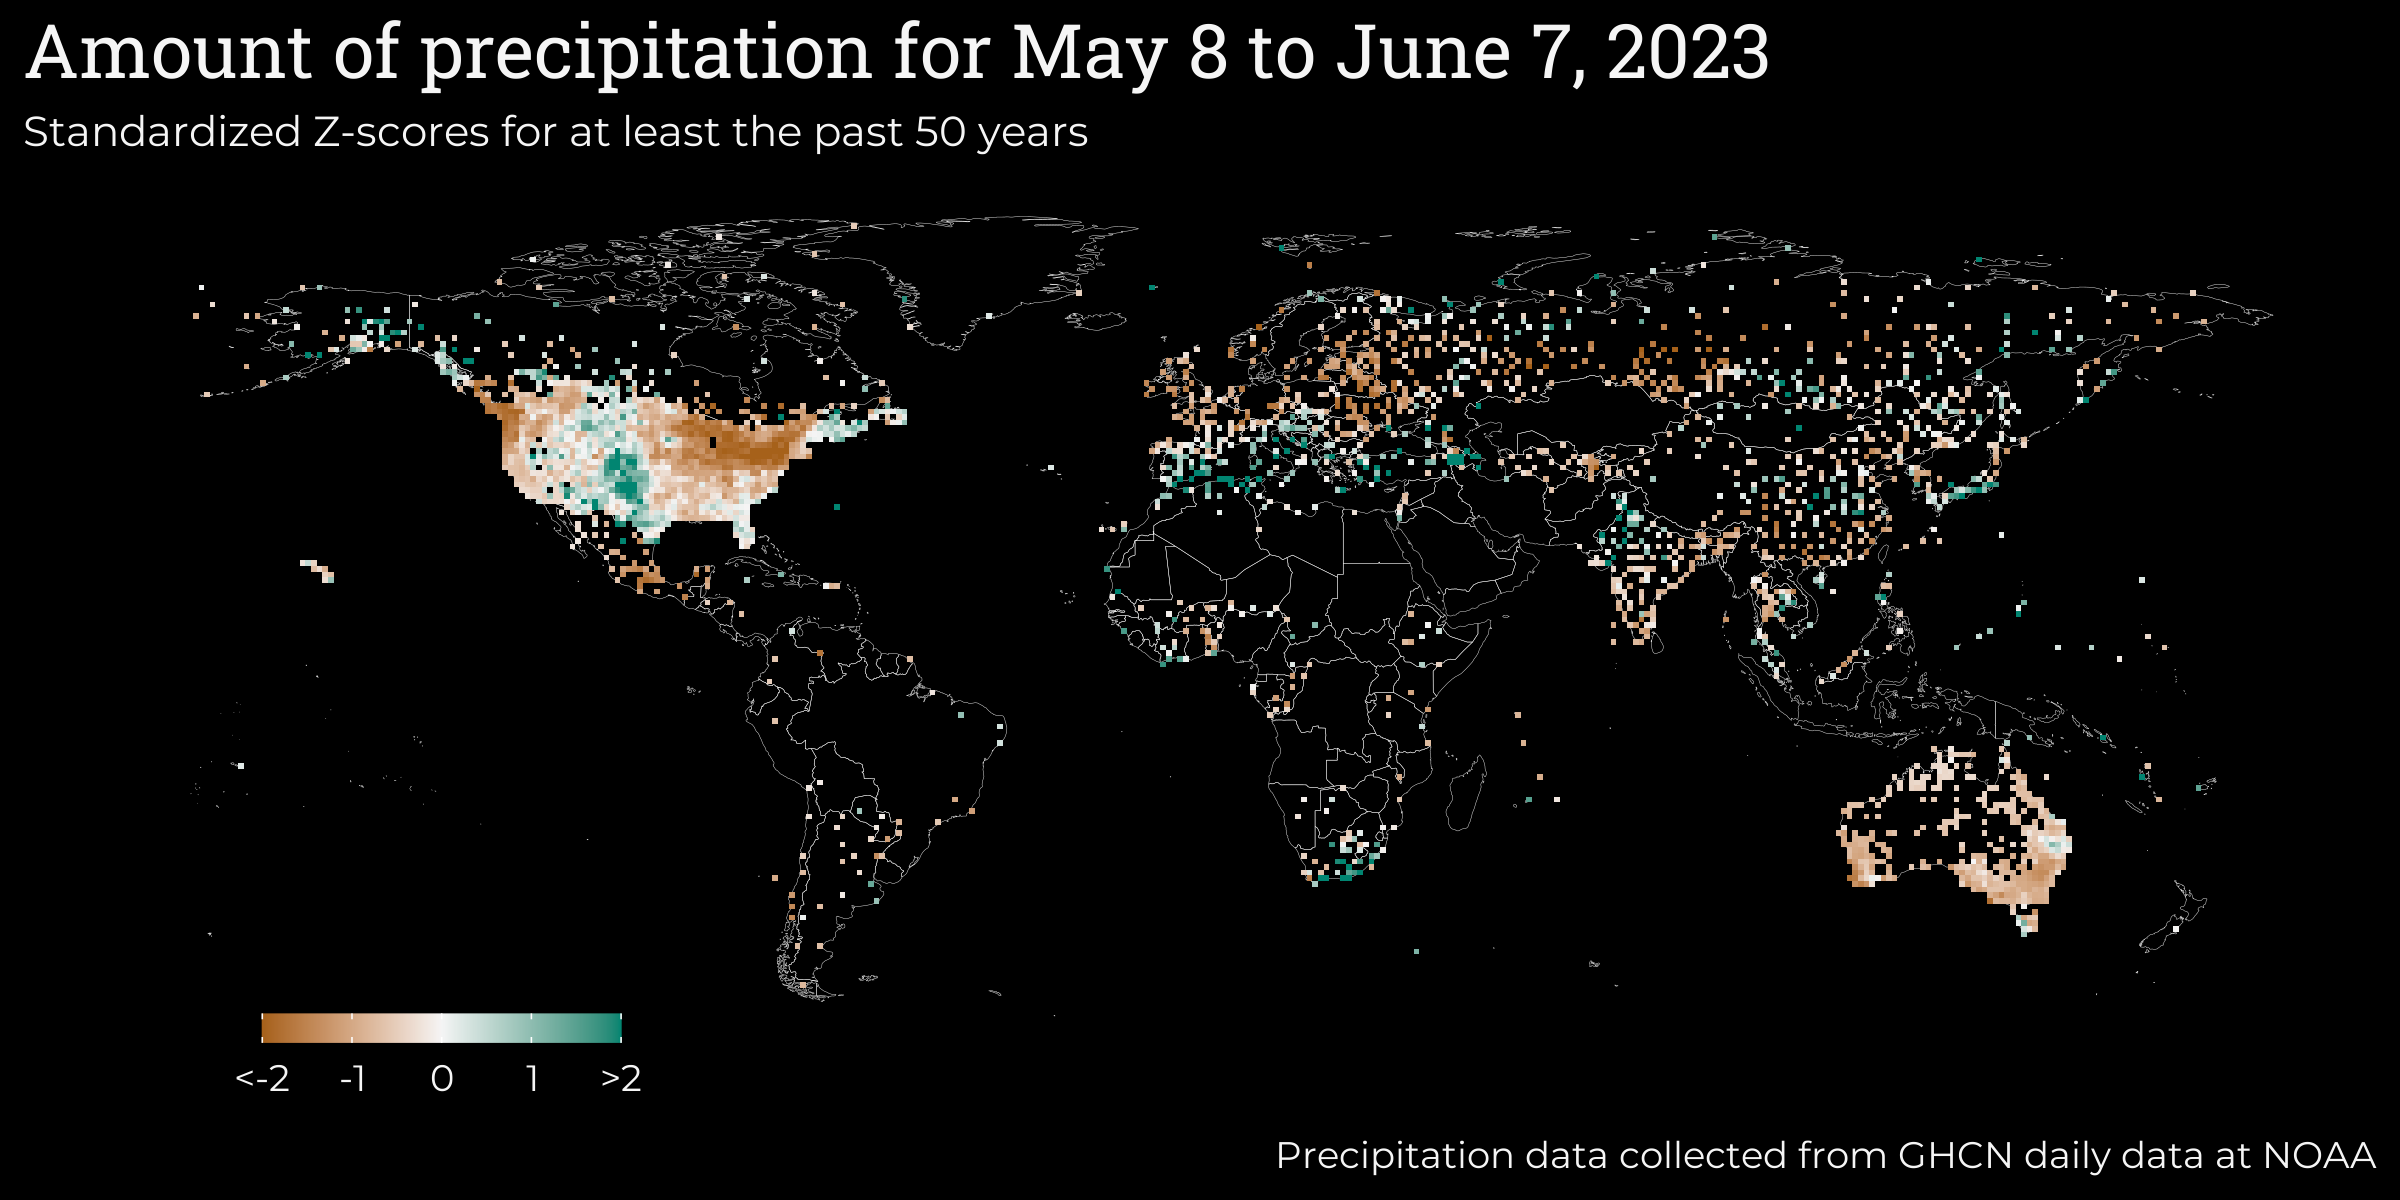 Amount of precipitation for May 8 to June 7, 2023
Standardized Z-scores for at least the past 50 years
<-2 -1 0 1 >2
Precipitation data collected from GHCN daily data at NOAA